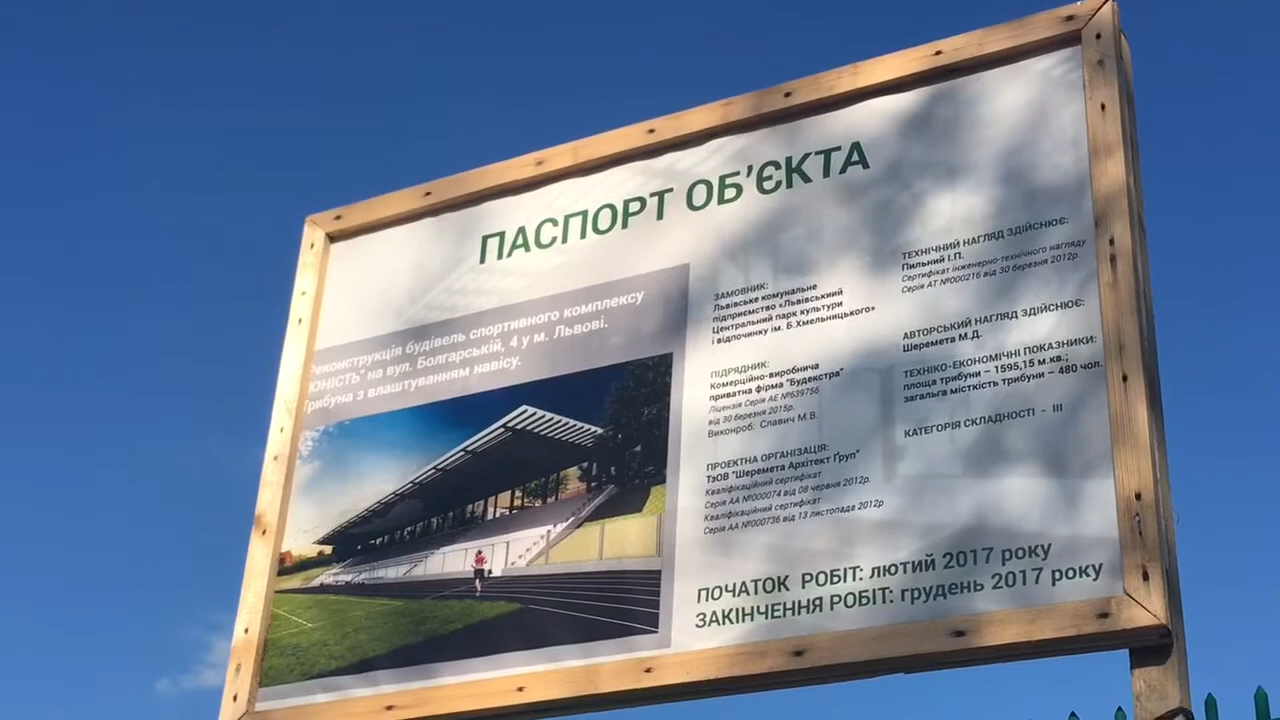 ПАСПОРТ ОБ’ЄКТА
Реконструкція будівель спортивного комплексу
"ЮНІСТЬ" на вул. Болгарській, 4 у м. Львові.
Трибуна з влаштуванням навісу.
ЗАМОВНИК:
Львівське комунальне
підприємство «Львівський
Центральний парк культури
і відпочинку ім. Б.Хмельницького»
ПІДРЯДНИК:
Комерційно-виробнича
приватна фірма "Будекстра"
Ліцензія Серія АЕ №639756
від 30 березня 2015р.
Виконроб: Славич М.В.
ПРОЕКТНА ОРГАНІЗАЦІЯ:
ТзОВ "Шеремета Архітект Ґруп"
Кваліфікаційний сертифікат
Серія АА №000074 від 08 червня 2012р.
Кваліфікаційний сертифікат
Серія АА №000736 від 13 листопада 2012р
ТЕХНІЧНИЙ НАГЛЯД ЗДІЙСНЮЄ:
Пильний І.П.
Сертифікат інженерно-технічного нагляду
Серія АТ №000216 від 30 березня 2012р.
АВТОРСЬКИЙ НАГЛЯД ЗДІЙСНЮЄ:
Шеремета М.Д.
ТЕХНІКО-ЕКОНОМІЧНІ ПОКАЗНИКИ:
площа трибуни – 1595,15 м.кв.;
загальга місткість трибуни – 480 чол.
КАТЕГОРІЯ СКЛАДНОСТІ - III
ПОЧАТОК РОБІТ: лютий 2017 року
ЗАКІНЧЕННЯ РОБІТ: грудень 2017 року